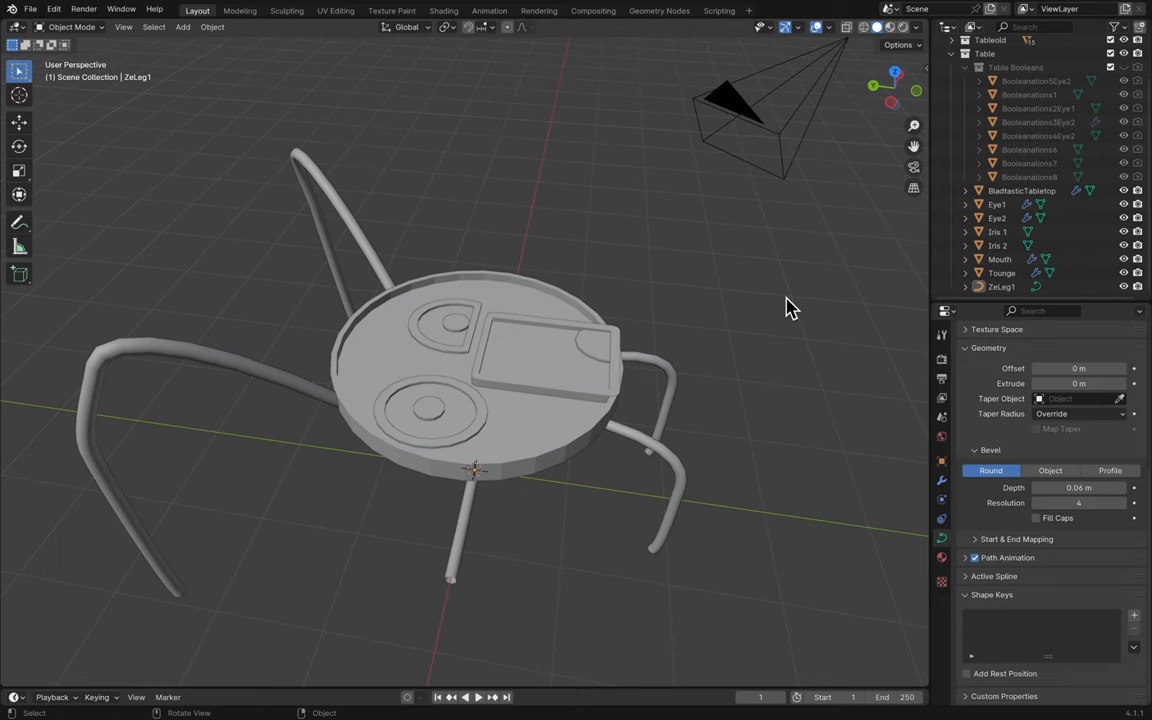 File Edit Render Window Help Layout Modeling Sculpting UV Editing Texture Paint Shading Animation Rendering Compositing Geometry Nodes Scripting + Scene ViewLayer
Object Mode View Select Add Object Global Search
Options
User Perspective
(1) Scene Collection | ZeLeg1
Z
Y
Tableold 15
Table
Table Booleans
Booleanation5Eye2
Booleanations1
Booleanations2Eye1
Booleanations3Eye2
Booleanations4Eye2
Booleanations6
Booleanations7
Booleanations8
BladtasticTabletop
Eye1
Eye2
Iris 1
Iris 2
Mouth
Tounge
ZeLeg1
Search
Texture Space
Geometry
Offset 0 m
Extrude 0 m
Taper Object Object
Taper Radius Override
Map Taper
Bevel
Round Object Profile
Depth 0.06 m
Resolution 4
Fill Caps
Start & End Mapping
Path Animation
Active Spline
Shape Keys
Add Rest Position
Custom Properties
Playback Keying View Marker 1 Start 1 End 250
Select Rotate View Object 4.1.1